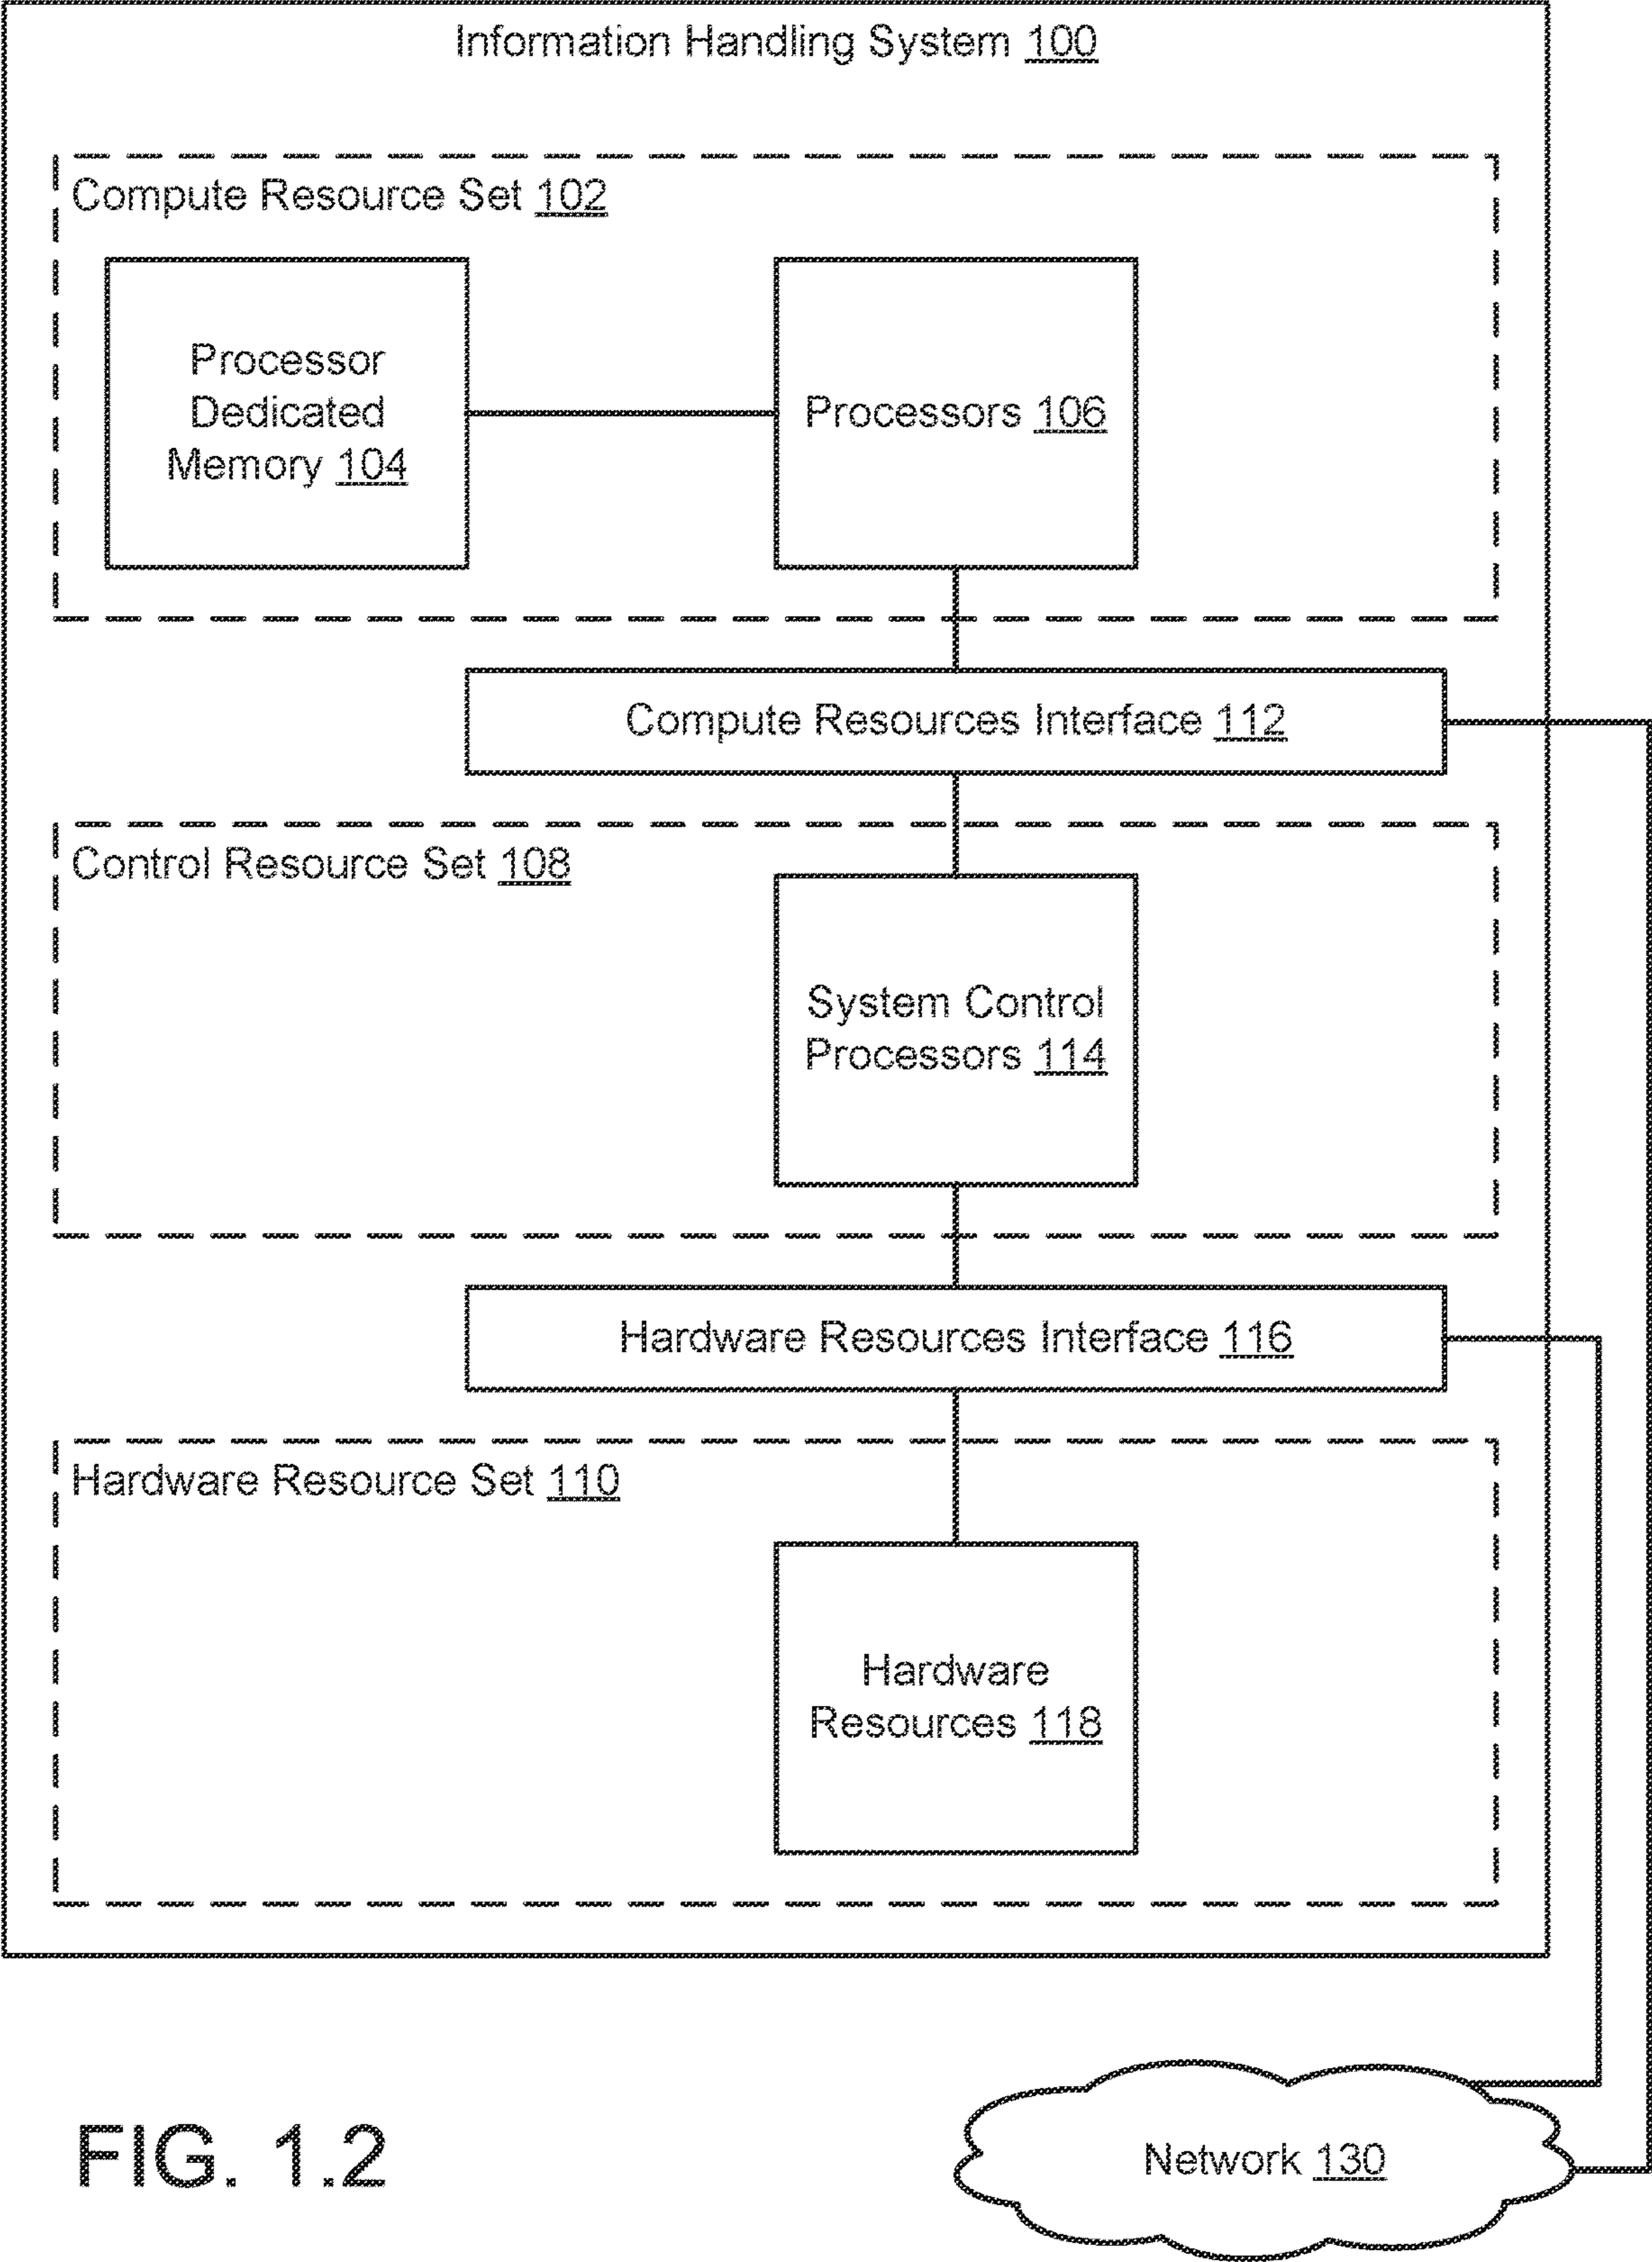 Information Handling System 100
Compute Resource Set 102
Processor
Dedicated
Memory 104
Processors 106
Compute Resources Interface 112
Control Resource Set 108
System Control
Processors 114
Hardware Resources Interface 116
Hardware Resource Set 110
Hardware
Resources 118
Network 130
FIG. 1.2